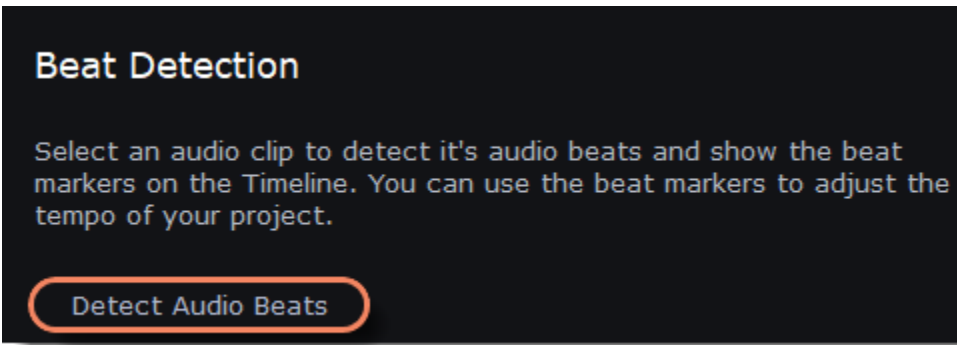 Beat Detection
Select an audio clip to detect it's audio beats and show the beat
markers on the Timeline. You can use the beat markers to adjust the
tempo of your project.
Detect Audio Beats